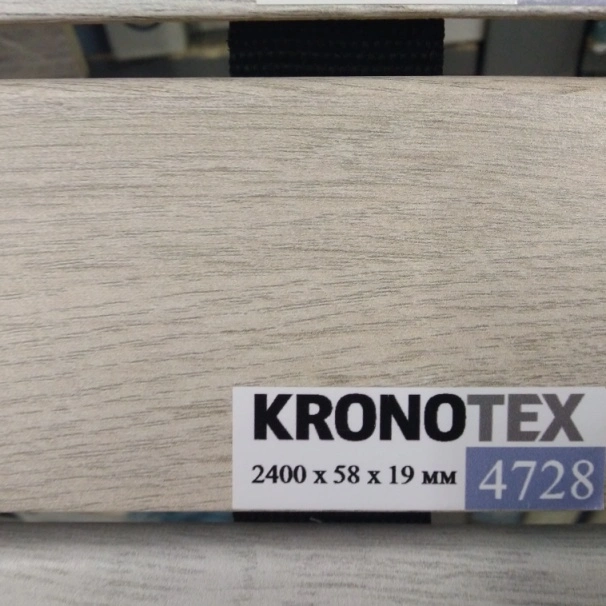 KRONOTEX
2400 x 58 x 19 мм 4728